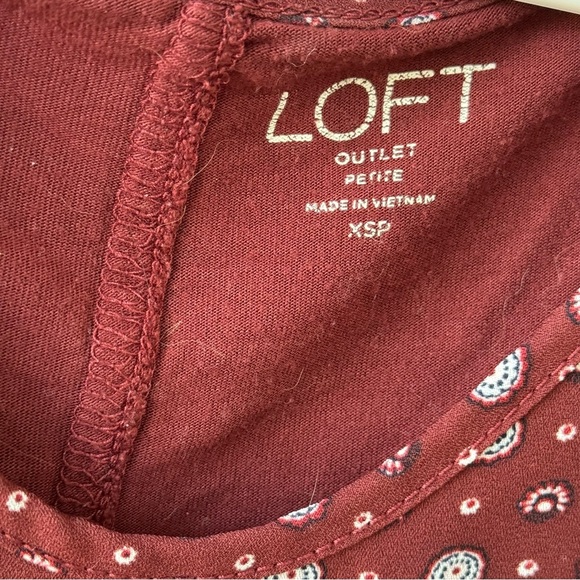 LOFT
OUTLET
PETITE
MADE IN VIETNAM
XSP